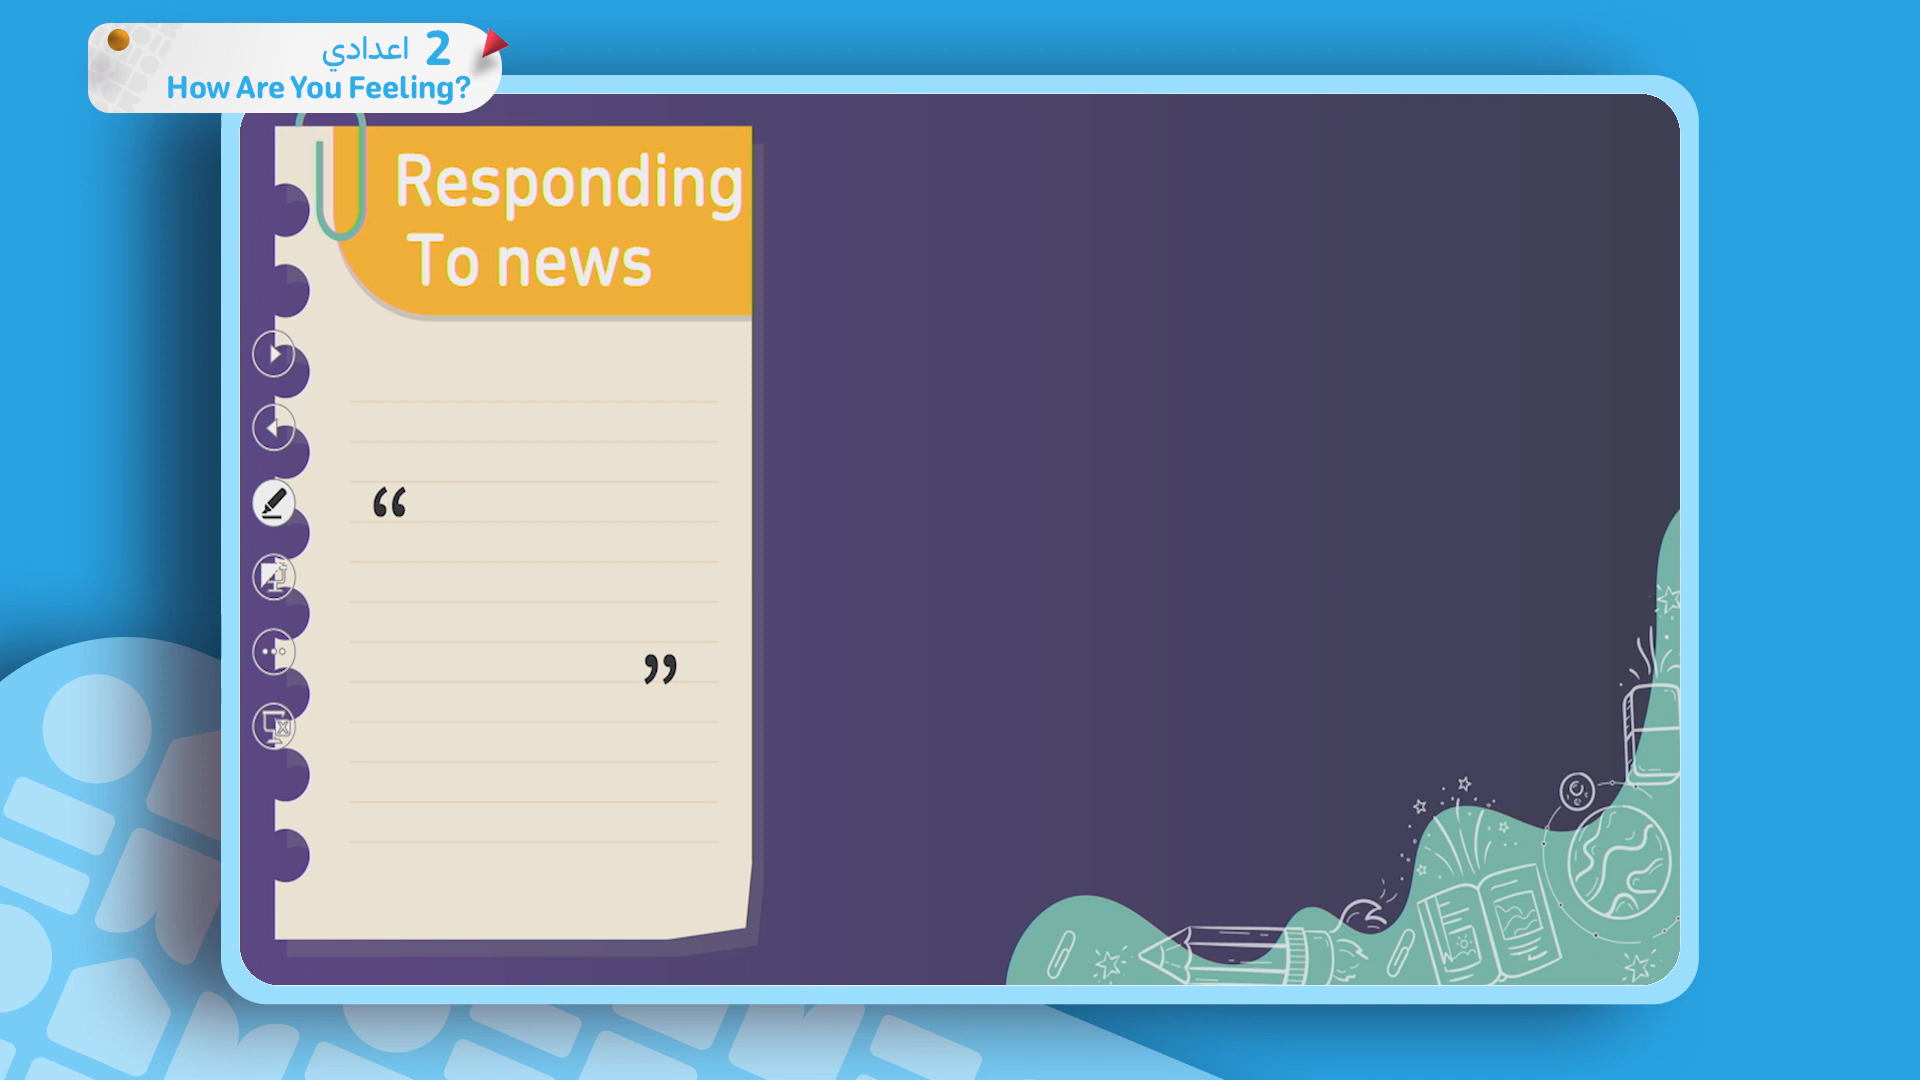 2 اعدادي
How Are You Feeling?
Responding
To news
“
”